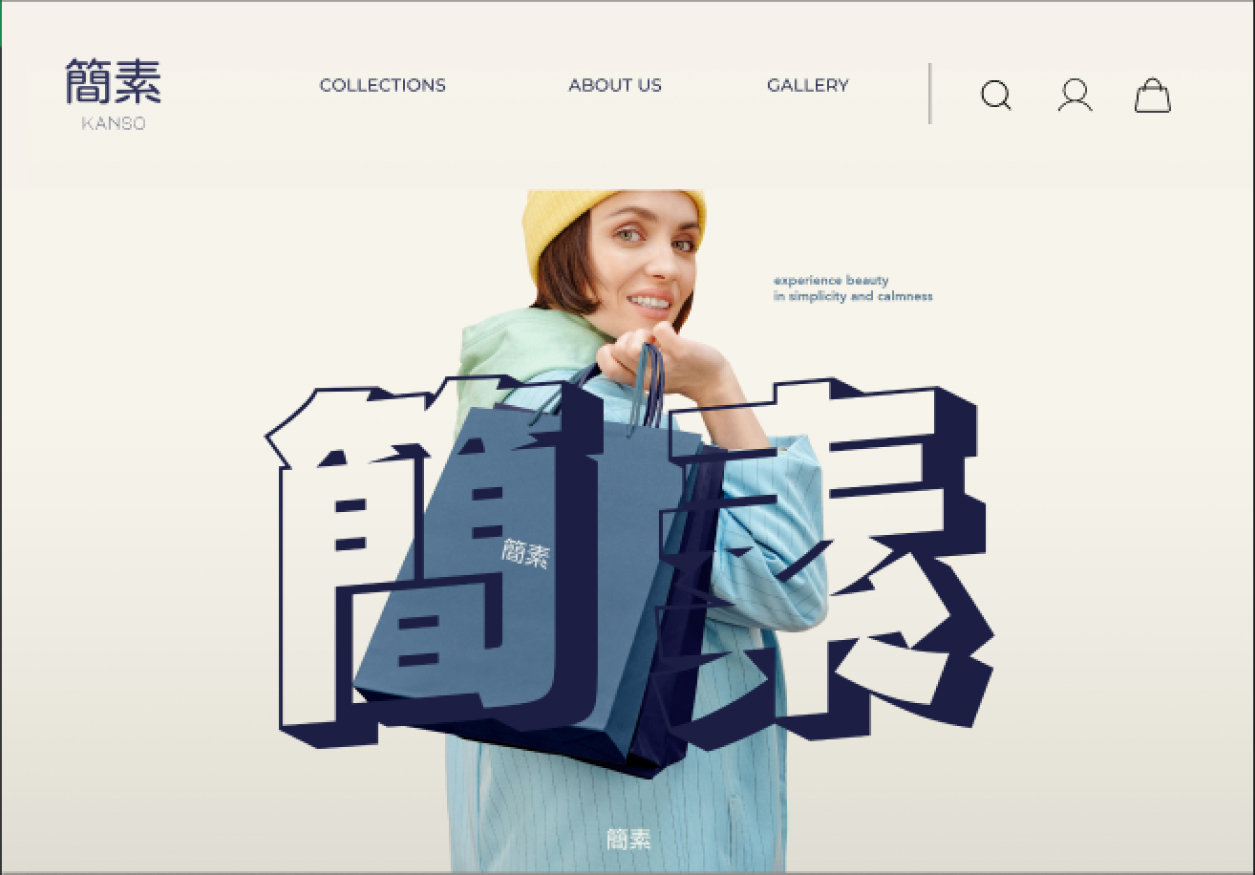 簡素
KANSO
COLLECTIONS
ABOUT US
GALLERY
experience beauty
in simplicity and calmness
簡素
簡素
簡素